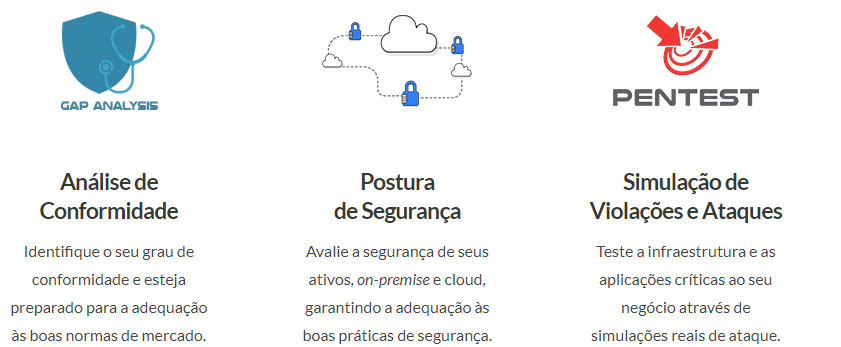 GAP ANALYSIS
Análise de
Conformidade
Identifique o seu grau de
conformidade e esteja
preparado para a adequação
às boas normas de mercado.
Postura
de Segurança
Avalie a segurança de seus
ativos, on-premise e cloud,
garantindo a adequação às
boas práticas de segurança.
PENTEST
Simulação de
Violações e Ataques
Teste a infraestrutura e as
aplicações críticas ao seu
negócio através de
simulações reais de ataque.